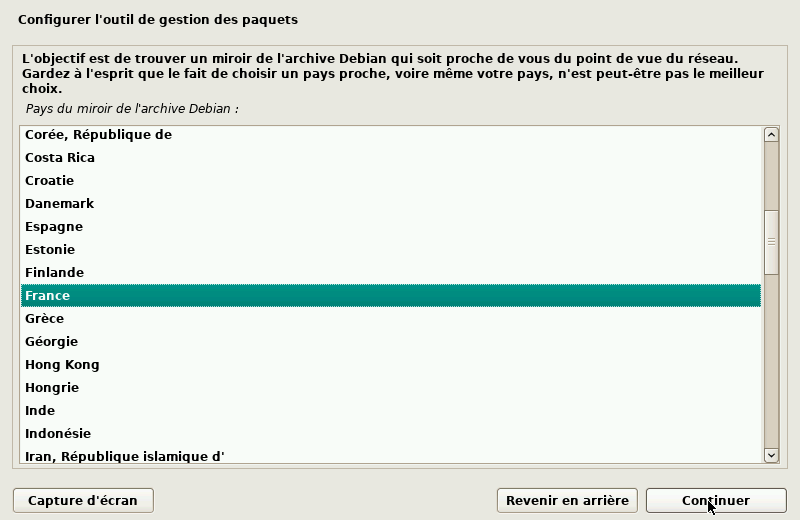 Configurer l'outil de gestion des paquets
L'objectif est de trouver un miroir de l'archive Debian qui soit proche de vous du point de vue du réseau.
Gardez à l'esprit que le fait de choisir un pays proche, voire même votre pays, n'est peut-être pas le meilleur
choix.
Pays du miroir de l'archive Debian :
Corée, République de
Costa Rica
Croatie
Danemark
Espagne
Estonie
Finlande
France
Grèce
Géorgie
Hong Kong
Hongrie
Inde
Indonésie
Iran, République islamique d'
Capture d'écran
Revenir en arrière
Continuer